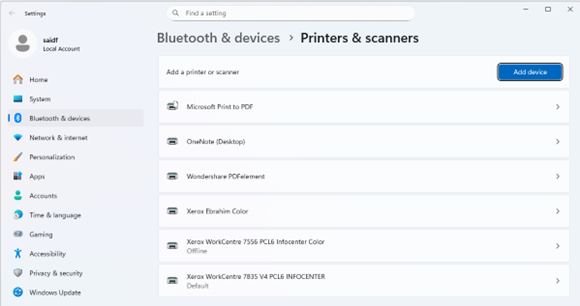 Settings
Find a setting
saidf
Local Account
Home
System
Bluetooth & devices
Network & internet
Personalization
Apps
Accounts
Time & language
Gaming
Accessibility
Privacy & security
Windows Update
Bluetooth & devices > Printers & scanners
Add a printer or scanner
Add device
Microsoft Print to PDF
OneNote (Desktop)
Wondershare PDFelement
Xerox Ebrahim Color
Xerox WorkCentre 7556 PCL6 Infocenter Color
Offline
Xerox WorkCentre 7835 V4 PCL6 INFOCENTER
Default